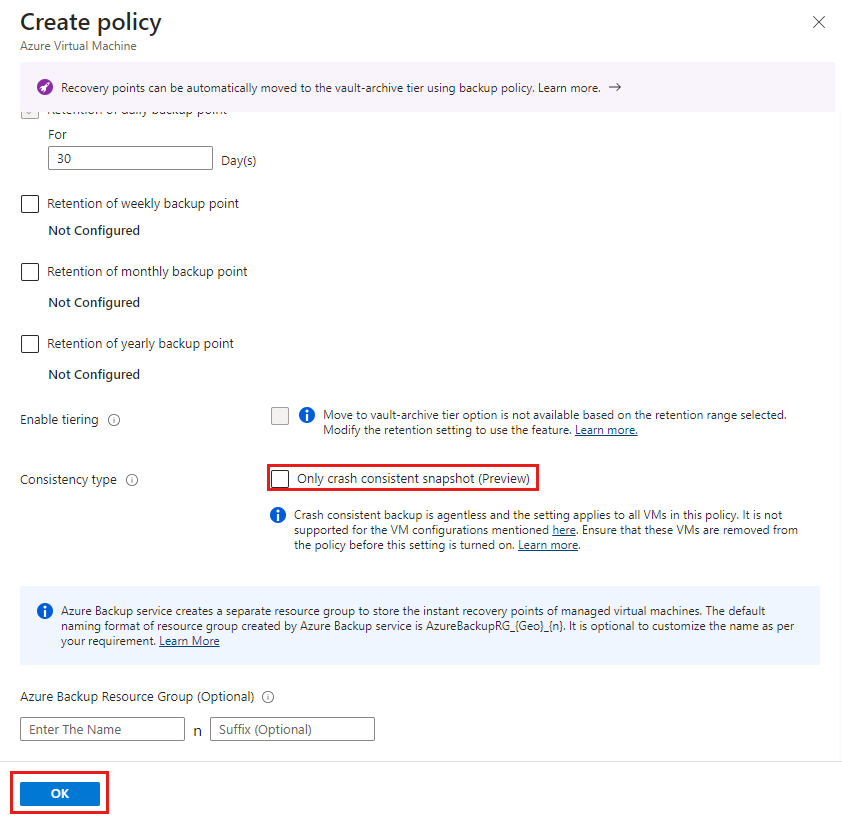 Create policy
Azure Virtual Machine
Recovery points can be automatically moved to the vault-archive tier using backup policy. Learn more. →
Retention of daily backup point
For
30 Day(s)
Retention of weekly backup point
Not Configured
Retention of monthly backup point
Not Configured
Retention of yearly backup point
Not Configured
Enable tiering
Move to vault-archive tier option is not available based on the retention range selected.
Modify the retention setting to use the feature. Learn more.
Consistency type
Only crash consistent snapshot (Preview)
Crash consistent backup is agentless and the setting applies to all VMs in this policy. It is not
supported for the VM configurations mentioned here. Ensure that these VMs are removed from
the policy before this setting is turned on. Learn more.
Azure Backup service creates a separate resource group to store the instant recovery points of managed virtual machines. The default
naming format of resource group created by Azure Backup service is AzureBackupRG_{Geo}_{n}. It is optional to customize the name as per
your requirement. Learn More
Azure Backup Resource Group (Optional)
Enter The Name n Suffix (Optional)
OK